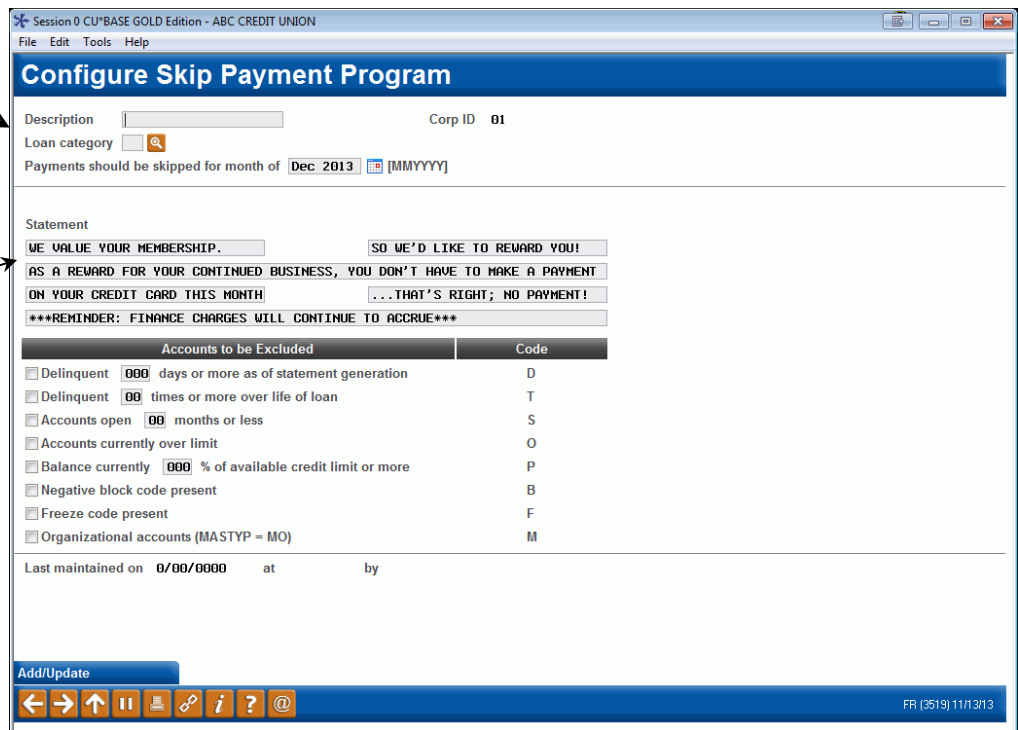 Session 0 CU*BASE GOLD Edition - ABC CREDIT UNION
File Edit Tools Help
Configure Skip Payment Program
Description Corp ID 01
Loan category
Payments should be skipped for month of Dec 2013 [MMYYYY]
Statement
WE VALUE YOUR MEMBERSHIP. SO WE'D LIKE TO REWARD YOU!
AS A REWARD FOR YOUR CONTINUED BUSINESS, YOU DON'T HAVE TO MAKE A PAYMENT
ON YOUR CREDIT CARD THIS MONTH ...THAT'S RIGHT; NO PAYMENT!
***REMINDER: FINANCE CHARGES WILL CONTINUE TO ACCRUE***
Accounts to be Excluded Code
Delinquent 000 days or more as of statement generation D
Delinquent 00 times or more over life of loan T
Accounts open 00 months or less S
Accounts currently over limit O
Balance currently 000 % of available credit limit or more P
Negative block code present B
Freeze code present F
Organizational accounts (MASTYP = MO) M
Last maintained on 0/00/0000 at by
Add/Update
i ? @
FR (3519) 11/13/13